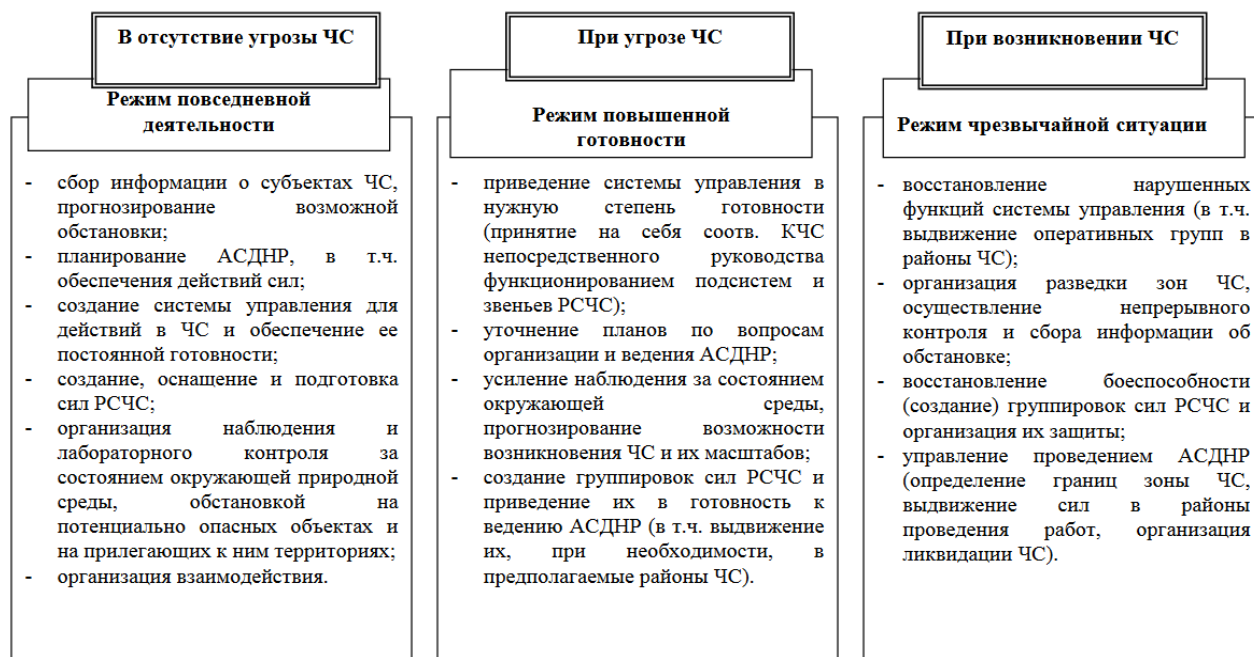 В отсутствие угрозы ЧС
Режим повседневной
деятельности
- сбор информации о субъектах ЧС,
прогнозирование возможной
обстановки;
- планирование АСДНР, в т.ч.
обеспечения действий сил;
- создание системы управления для
действий в ЧС и обеспечение ее
постоянной готовности;
- создание, оснащение и подготовка
сил РСЧС;
- организация наблюдения и
лабораторного контроля за
состоянием окружающей природной
среды, обстановкой на
потенциально опасных объектах и
на прилегающих к ним территориях;
- организация взаимодействия.
При угрозе ЧС
Режим повышенной
готовности
- приведение системы управления в
нужную степень готовности
(принятие на себя соотв. КЧС
непосредственного руководства
функционированием подсистем и
звеньев РСЧС);
- уточнение планов по вопросам
организации и ведения АСДНР;
- усиление наблюдения за состоянием
окружающей среды,
прогнозирование возможности
возникновения ЧС и их масштабов;
- создание группировок сил РСЧС и
приведение их в готовность к
ведению АСДНР (в т.ч. выдвижение
их, при необходимости, в
предполагаемые районы ЧС).
При возникновении ЧС
Режим чрезвычайной ситуации
- восстановление нарушенных
функций системы управления (в т.ч.
выдвижение оперативных групп в
районы ЧС);
- организация разведки зон ЧС,
осуществление непрерывного
контроля и сбора информации об
обстановке;
- восстановление боеспособности
(создание) группировок сил РСЧС и
организация их защиты;
- управление проведением АСДНР
(определение границ зоны ЧС,
выдвижение сил в районы
проведения работ, организация
ликвидации ЧС).